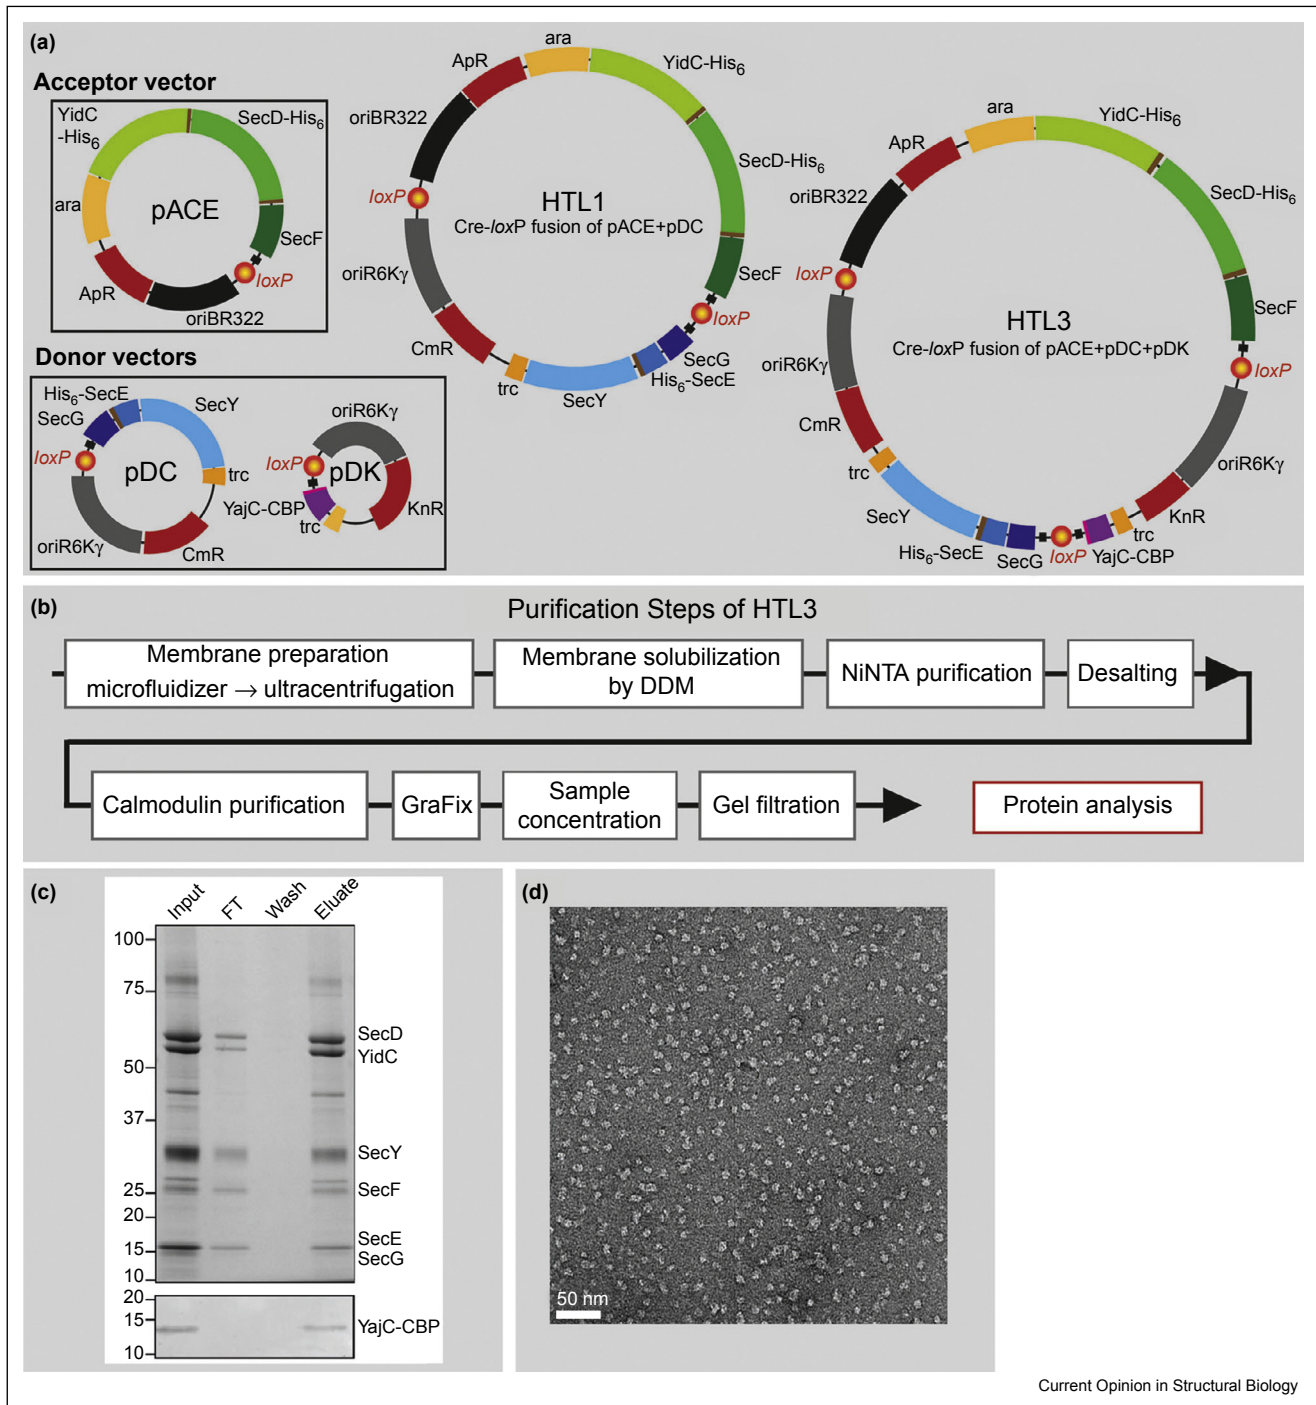 (a)
Acceptor vector
YidC
-His6
SecD-His6
ara
pACE
SecF
loxP
ApR
oriBR322
Donor vectors
His6-SecE
SecG
SecY
loxP
pDC
trc
oriR6Kγ
CmR
oriR6Kγ
loxP
pDK
YajC-CBP
trc
KnR
ara
ApR
YidC-His6
oriBR322
SecD-His6
loxP
HTL1
Cre-loxP fusion of pACE+pDC
oriR6Kγ
SecF
loxP
CmR
SecG
trc
His6-SecE
SecY
ara
YidC-His6
ApR
oriBR322
SecD-His6
loxP
HTL3
SecF
Cre-loxP fusion of pACE+pDC+pDK
oriR6Kγ
loxP
CmR
oriR6Kγ
trc
SecY
KnR
trc
His6-SecE
SecG
loxP
YajC-CBP
(b)
Purification Steps of HTL3
Membrane preparation
microfluidizer → ultracentrifugation
Membrane solubilization
by DDM
NiNTA purification
Desalting
Calmodulin purification
GraFix
Sample
concentration
Gel filtration
Protein analysis
(c)
Input FT Wash Eluate
100
75
SecD
YidC
50
37
SecY
25
SecF
20
SecE
15
SecG
10
20
15
YajC-CBP
10
(d)
50 nm
Current Opinion in Structural Biology